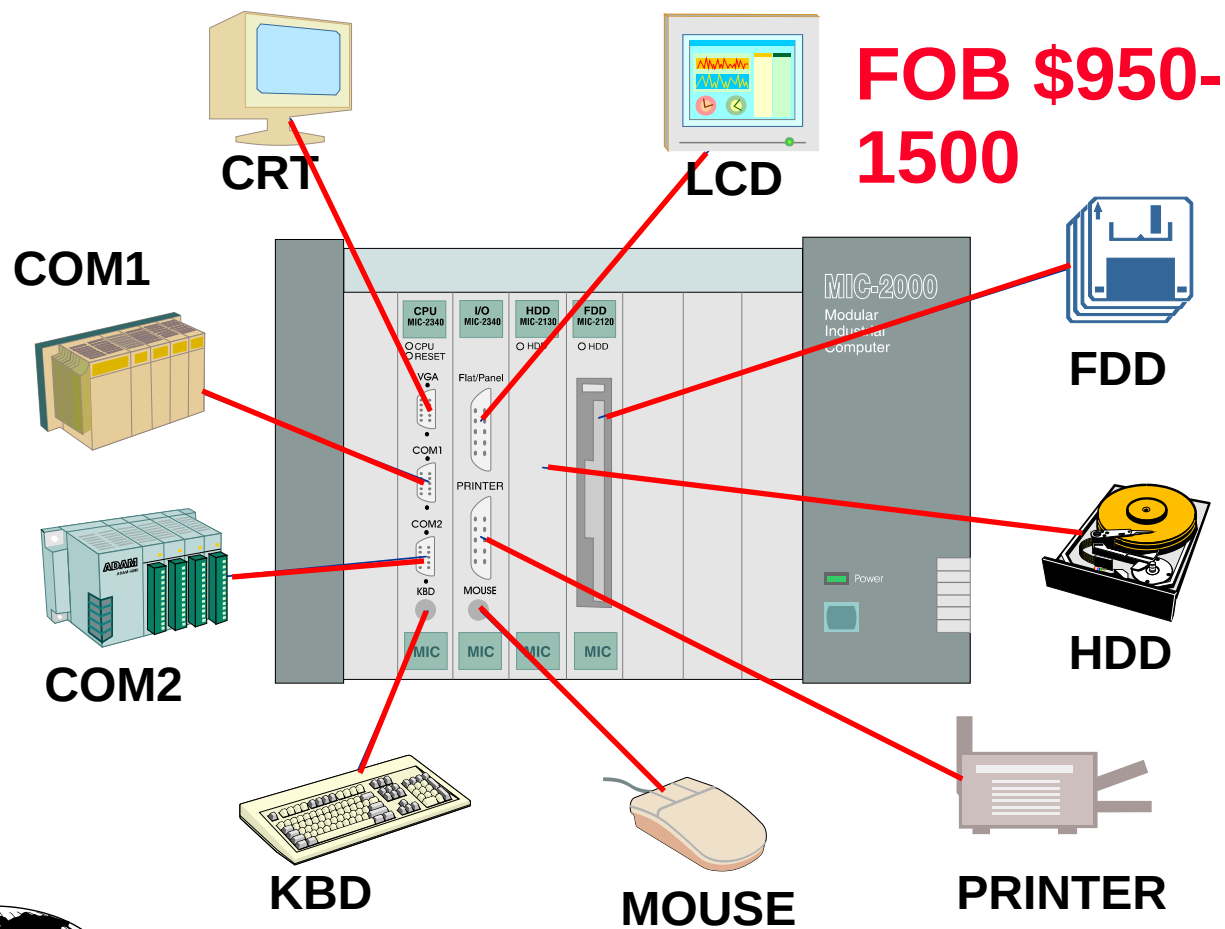 FOB $950-
1500
CRT
LCD
COM1
FDD
COM2
HDD
KBD
MOUSE
PRINTER
MIC-2000
Modular
Industrial
Computer
CPU
MIC-2340
I/O
MIC-2340
HDD
MIC-2130
FDD
MIC-2120
CPU
RESET
HDD
HDD
VGA
Flat/Panel
COM1
PRINTER
COM2
KBD
MOUSE
MIC
MIC
MIC
MIC
Power
ADAM